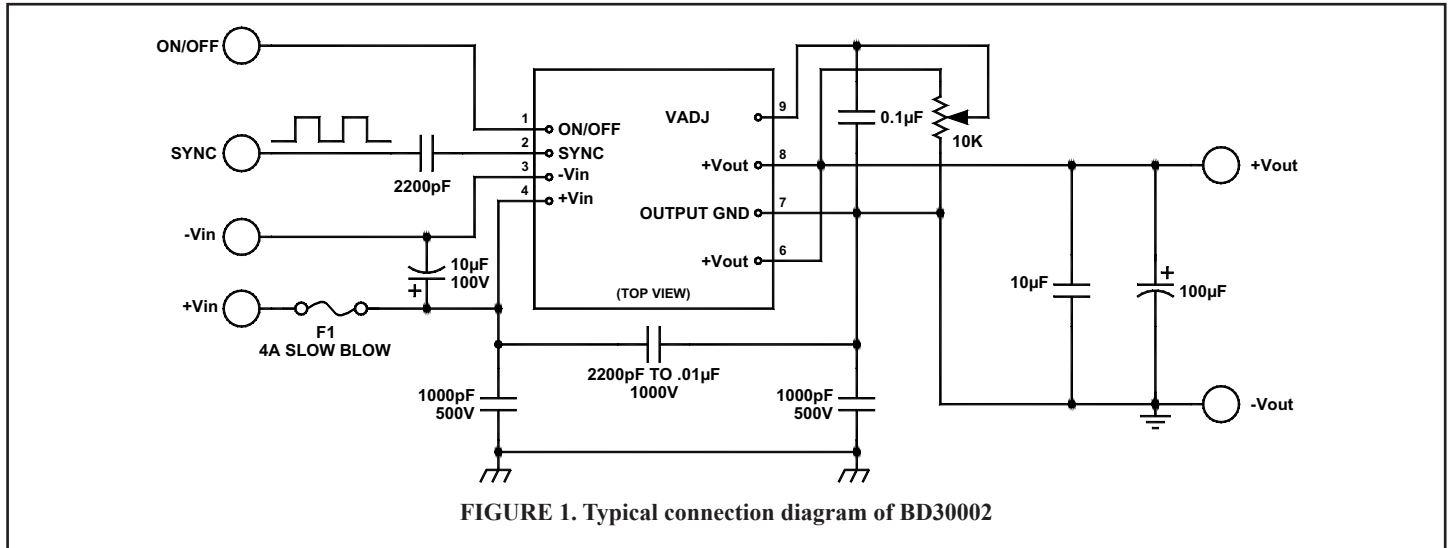 ON/OFF
SYNC
2200pF
-Vin
10µF
100V
+
+Vin
F1
4A SLOW BLOW
1
ON/OFF
2
SYNC
3
-Vin
4
+Vin
VADJ
9
+Vout
8
OUTPUT GND
7
+Vout
6
(TOP VIEW)
0.1µF
10K
2200pF TO .01µF
1000V
1000pF
500V
1000pF
500V
10µF
+
100µF
+Vout
-Vout
FIGURE 1. Typical connection diagram of BD30002